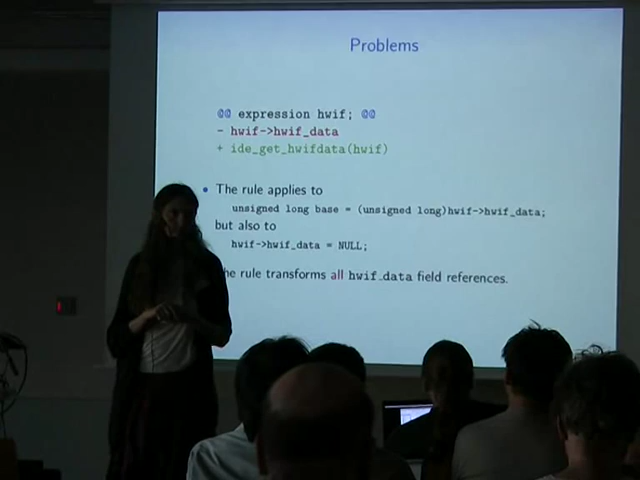 Problems
@@ expression hwif; @@
- hwif->hwif_data
+ ide_get_hwifdata(hwif)
• The rule applies to
unsigned long base = (unsigned long)hwif->hwif_data;
but also to
hwif->hwif_data = NULL;
he rule transforms all hwif_data field references.